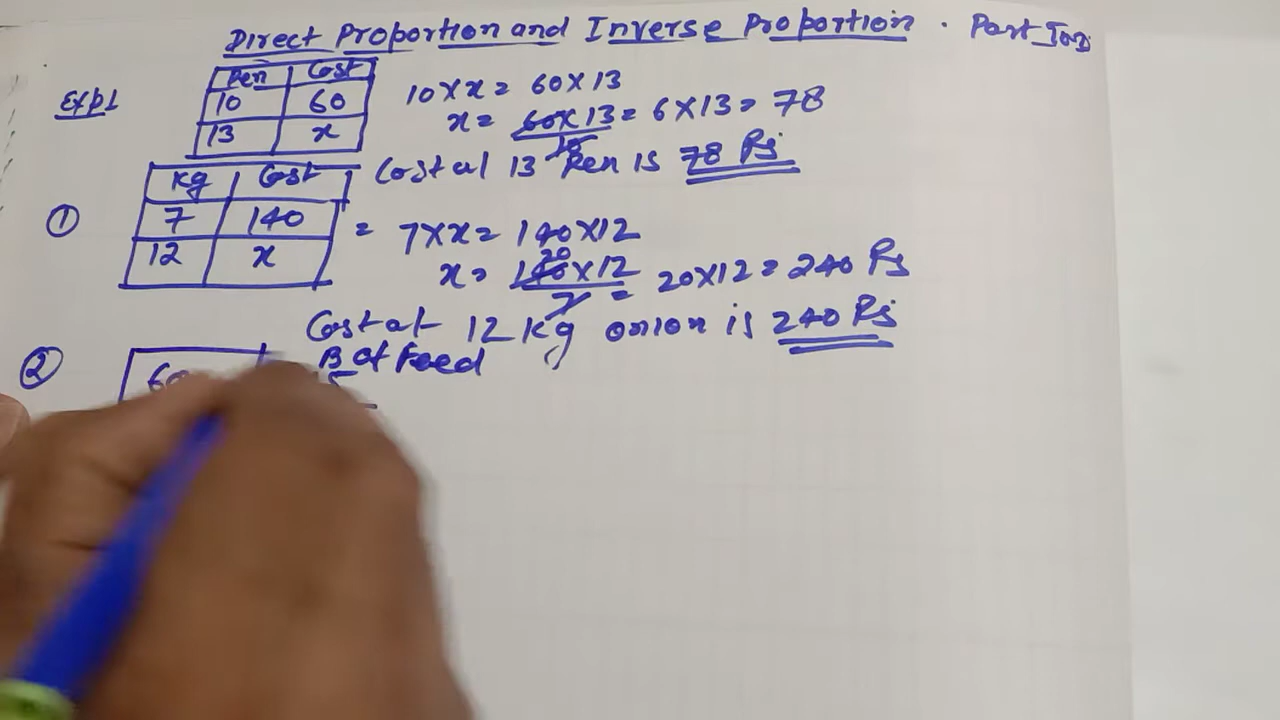 Direct Proportion and Inverse Proportion . Part
Exp1
Pen Cost
10 60
13 x
10 × x = 60 × 13
x = 60 × 13 / 10 = 6 × 13 = 78
Cost of 13 Pen is 78 Rs
① Kg Cost
7 140
12 x
= 7 × x = 140 × 12
x = 140 × 12 / 7 = 20 × 12 = 240 Rs
20
Cost of 12 kg onion is 240 Rs
② B of Feed